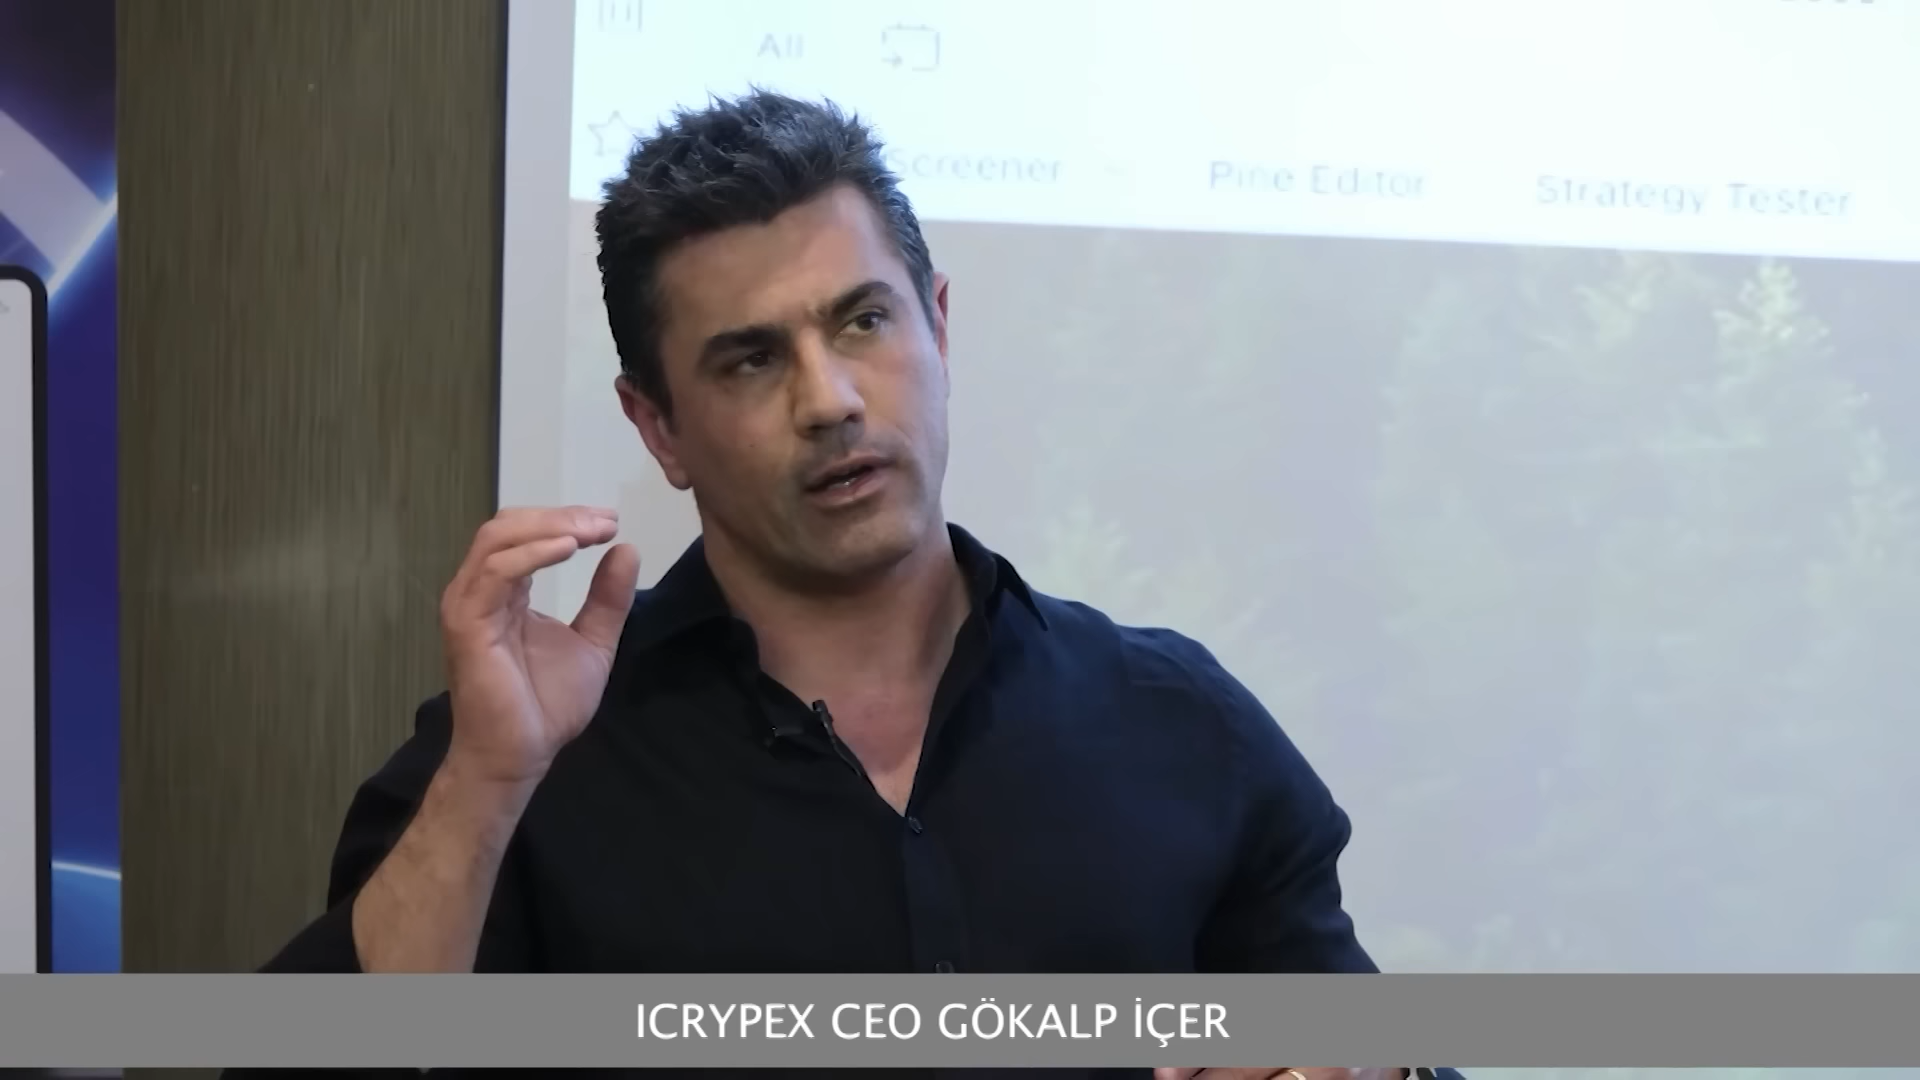 All
Screener
Pine Editor
Strategy Tester
ICRYPEX CEO GÖKALP İÇER